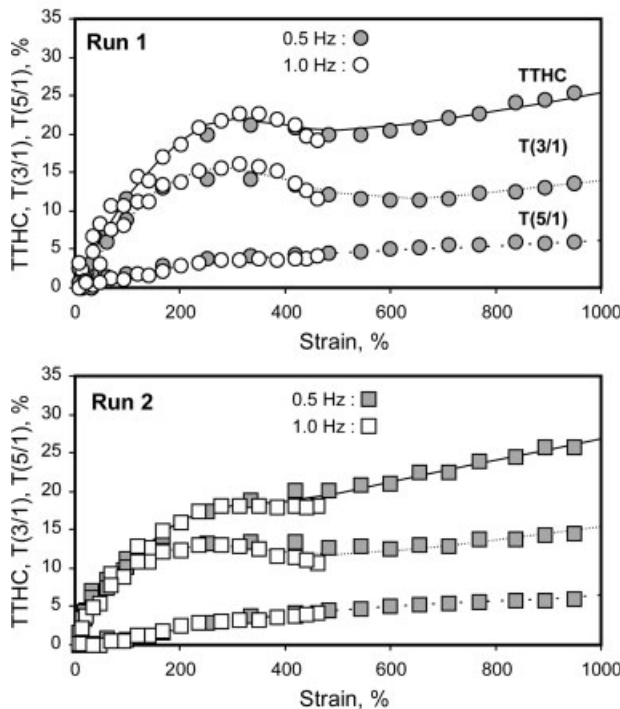 35
30
25
20
15
10
5
0
TTHC, T(3/1), T(5/1), %
Run 1
0.5 Hz :
1.0 Hz :
TTHC
T(3/1)
T(5/1)
0 200 400 600 800 1000
Strain, %
35
30
25
20
15
10
5
0
TTHC, T(3/1), T(5/1), %
Run 2
0.5 Hz :
1.0 Hz :
0 200 400 600 800 1000
Strain, %